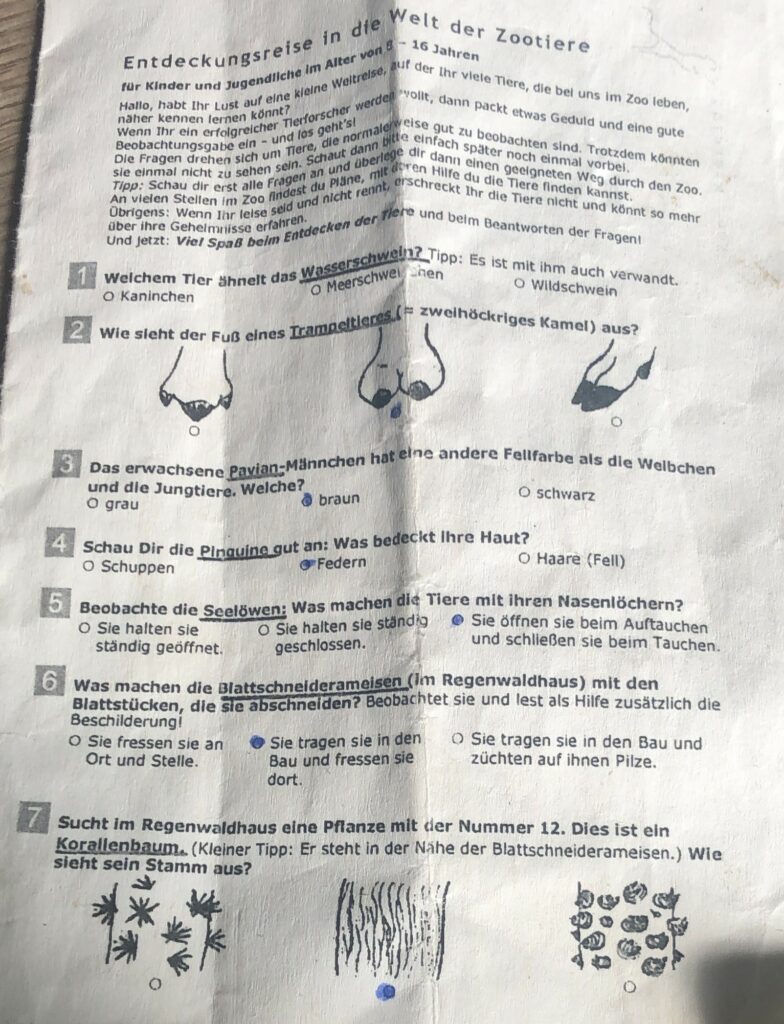 Entdeckungsreise in die Welt der Zootiere
für Kinder und Jugendliche im Alter von 8 – 16 Jahren
Hallo, habt Ihr Lust auf eine kleine Weltreise, auf der Ihr viele Tiere, die bei uns im Zoo leben,
näher kennen lernen könnt?
Wenn Ihr ein erfolgreicher Tierforscher werden wollt, dann packt etwas Geduld und eine gute
Beobachtungsgabe ein – und los geht's!
Die Fragen drehen sich um Tiere, die normalerweise gut zu beobachten sind. Trotzdem könnten
sie einmal nicht zu sehen sein. Schaut dann bitte einfach später noch einmal vorbei.
Tipp: Schau dir erst alle Fragen an und überlege dir dann einen geeigneten Weg durch den Zoo.
An vielen Stellen im Zoo findest du Pläne, mit deren Hilfe du die Tiere finden kannst.
Übrigens: Wenn Ihr leise seid und nicht rennt, erschreckt Ihr die Tiere nicht und könnt so mehr
über ihre Geheimnisse erfahren.
Und jetzt: Viel Spaß beim Entdecken der Tiere und beim Beantworten der Fragen!
1 Welchem Tier ähnelt das Wasserschwein? Tipp: Es ist mit ihm auch verwandt.
O Kaninchen O Meerschweinchen O Wildschwein
2 Wie sieht der Fuß eines Trampeltieres (= zweihöckriges Kamel) aus?
3 Das erwachsene Pavian-Männchen hat eine andere Fellfarbe als die Weibchen
und die Jungtiere. Welche?
O grau O braun O schwarz
4 Schau Dir die Pinguine gut an: Was bedeckt ihre Haut?
O Schuppen O Federn O Haare (Fell)
5 Beobachte die Seelöwen: Was machen die Tiere mit ihren Nasenlöchern?
O Sie halten sie O Sie halten sie ständig O Sie öffnen sie beim Auftauchen
ständig geöffnet. geschlossen. und schließen sie beim Tauchen.
6 Was machen die Blattschneiderameisen (im Regenwaldhaus) mit den
Blattstücken, die sie abschneiden? Beobachtet sie und lest als Hilfe zusätzlich die
Beschilderung!
O Sie fressen sie an O Sie tragen sie in den O Sie tragen sie in den Bau und
Ort und Stelle. Bau und fressen sie züchten auf ihnen Pilze.
dort.
7 Sucht im Regenwaldhaus eine Pflanze mit der Nummer 12. Dies ist ein
Korallenbaum. (Kleiner Tipp: Er steht in der Nähe der Blattschneiderameisen.) Wie
sieht sein Stamm aus?